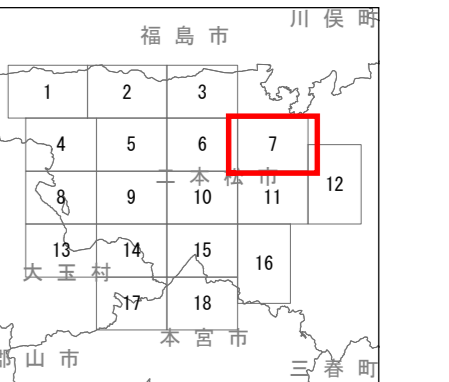 川俣町
福島市
1 2 3
4 5 6 7
二本松市
8 9 10 11 12
13 14 15 16
大玉村
17 18
本宮市
郡山市
三春町